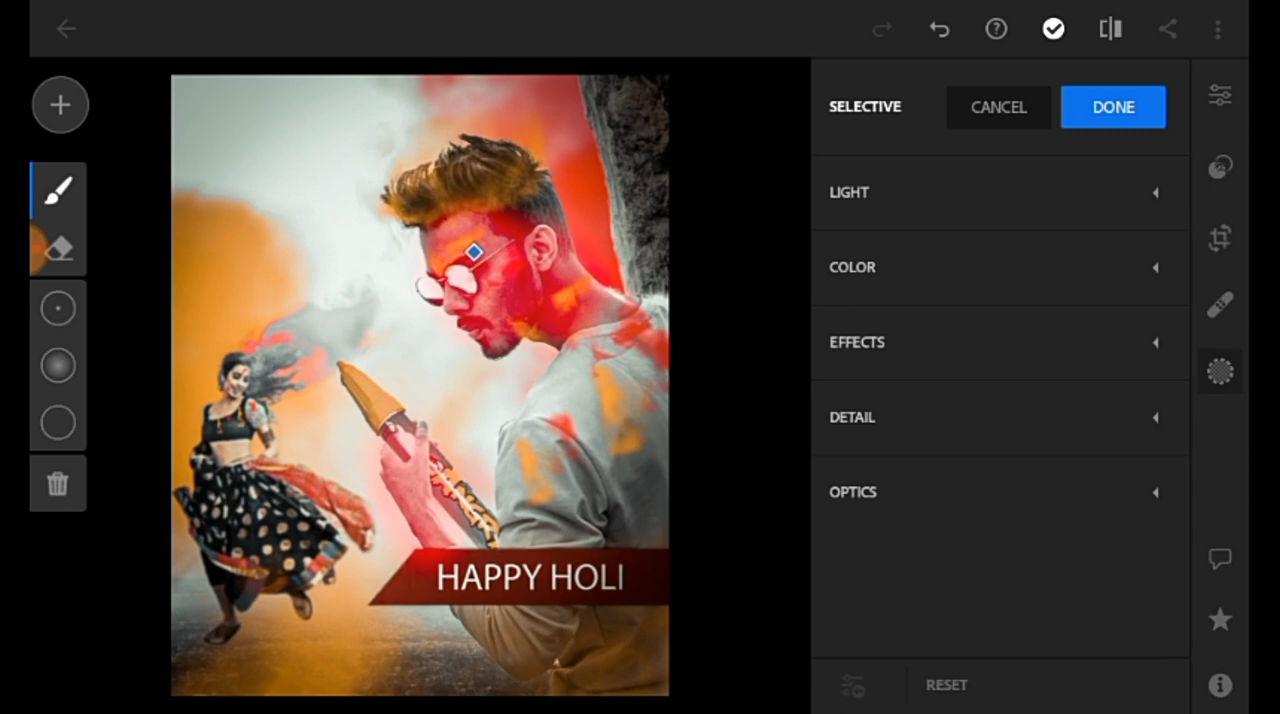 SELECTIVE
CANCEL
DONE
LIGHT
COLOR
EFFECTS
DETAIL
OPTICS
HAPPY HOLI
RESET